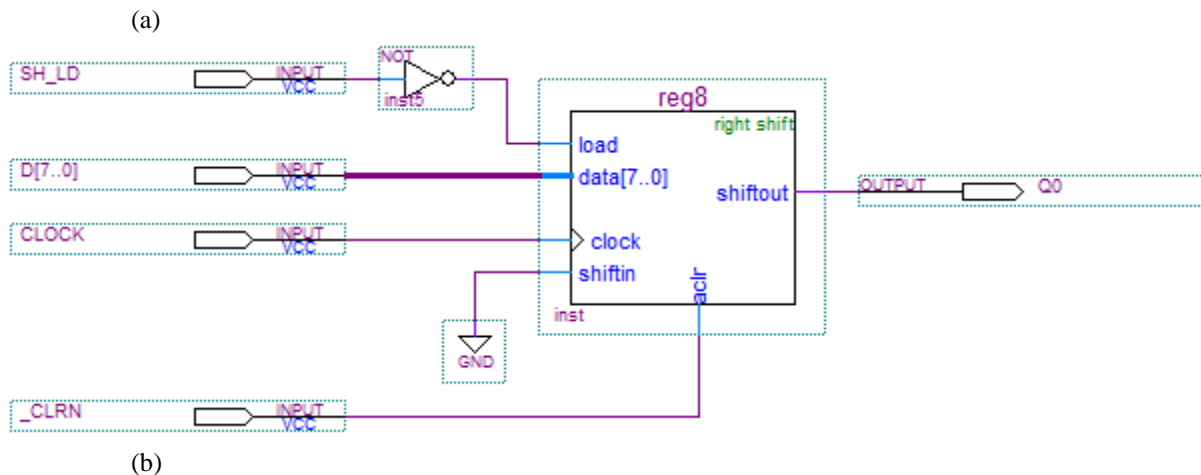 (a)
SH_LD
INPUT
VCC
NOT
inst5
reg8
right shift
load
D[7..0]
INPUT
VCC
data[7..0]
shiftout
OUTPUT
Q0
CLOCK
INPUT
VCC
clock
shiftin
aclr
inst
GND
_CLRN
INPUT
VCC
(b)